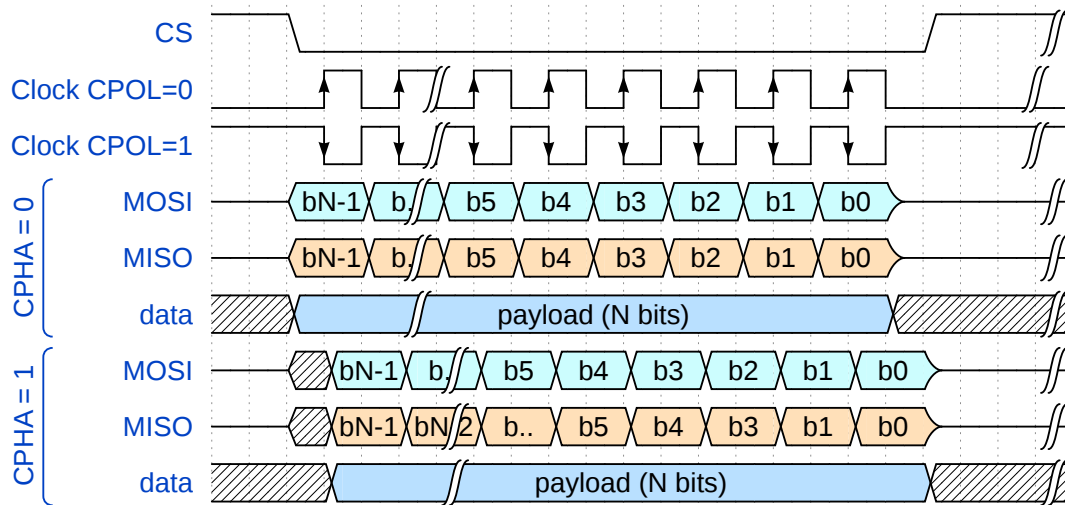 CS
Clock CPOL=0
Clock CPOL=1
CPHA = 0
MOSI bN-1 b. b5 b4 b3 b2 b1 b0
MISO bN-1 b. b5 b4 b3 b2 b1 b0
data payload (N bits)
CPHA = 1
MOSI bN-1 b. b5 b4 b3 b2 b1 b0
MISO bN-1 bN 2 b.. b5 b4 b3 b1 b0
data payload (N bits)